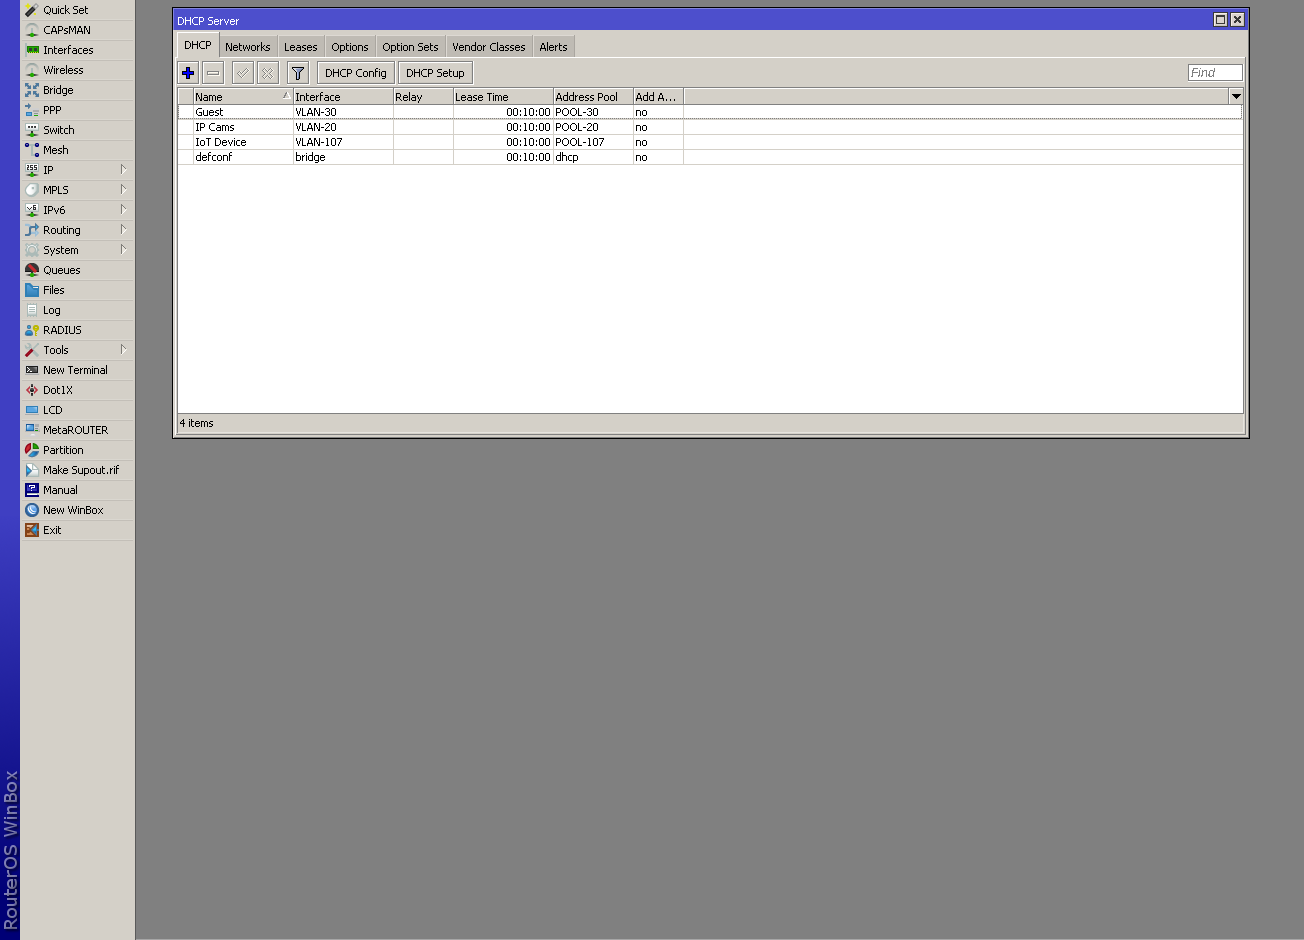 Quick Set
CAPsMAN
Interfaces
Wireless
Bridge
PPP
Switch
Mesh
IP
MPLS
IPv6
Routing
System
Queues
Files
Log
RADIUS
Tools
New Terminal
Dot1X
LCD
MetaROUTER
Partition
Make Supout.rif
Manual
New WinBox
Exit
RouterOS WinBox
DHCP Server
DHCP Networks Leases Options Option Sets Vendor Classes Alerts
DHCP Config DHCP Setup Find
Name Interface Relay Lease Time Address Pool Add A...
Guest VLAN-30 00:10:00 POOL-30 no
IP Cams VLAN-20 00:10:00 POOL-20 no
IoT Device VLAN-107 00:10:00 POOL-107 no
defconf bridge 00:10:00 dhcp no
4 items